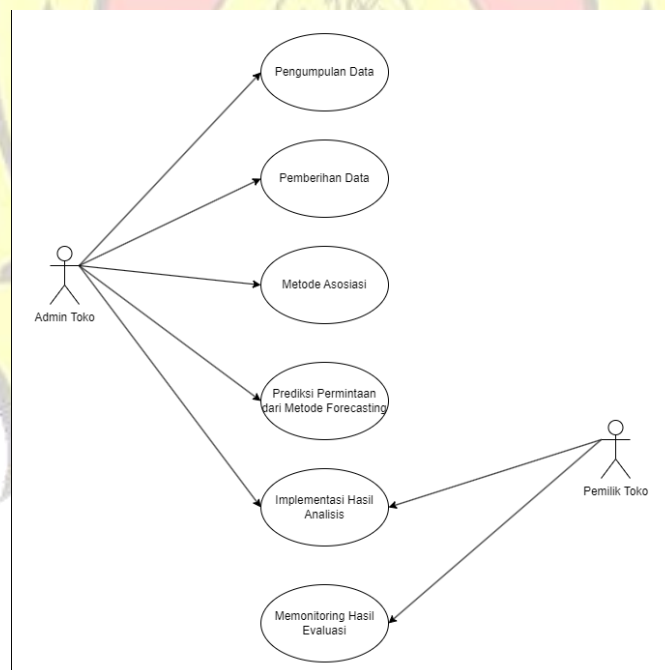 Pengumpulan Data
Pemberihan Data
Metode Asosiasi
Admin Toko
Prediksi Permintaan
dari Metode Forecasting
Implementasi Hasil
Analisis
Pemilik Toko
Memonitoring Hasil
Evaluasi